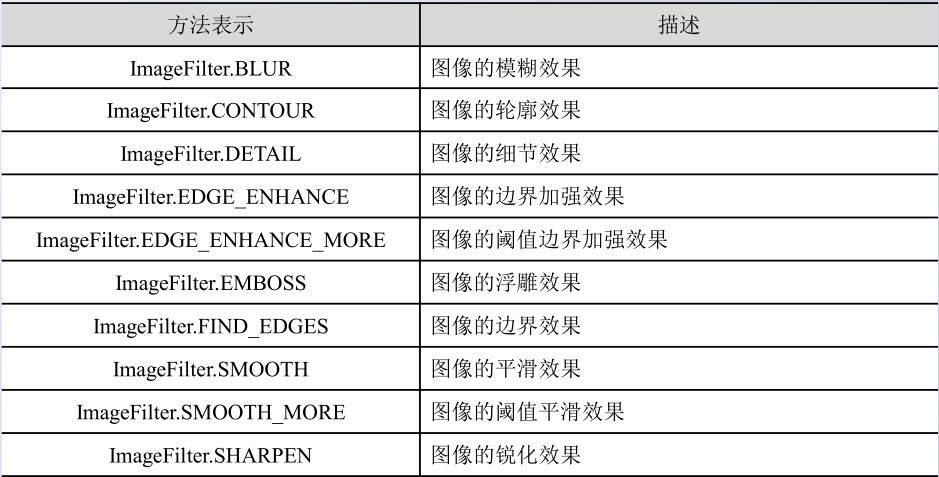 方法表示 描述
ImageFilter.BLUR 图像的模糊效果
ImageFilter.CONTOUR 图像的轮廓效果
ImageFilter.DETAIL 图像的细节效果
ImageFilter.EDGE_ENHANCE 图像的边界加强效果
ImageFilter.EDGE_ENHANCE_MORE 图像的阈值边界加强效果
ImageFilter.EMBOSS 图像的浮雕效果
ImageFilter.FIND_EDGES 图像的边界效果
ImageFilter.SMOOTH 图像的平滑效果
ImageFilter.SMOOTH_MORE 图像的阈值平滑效果
ImageFilter.SHARPEN 图像的锐化效果